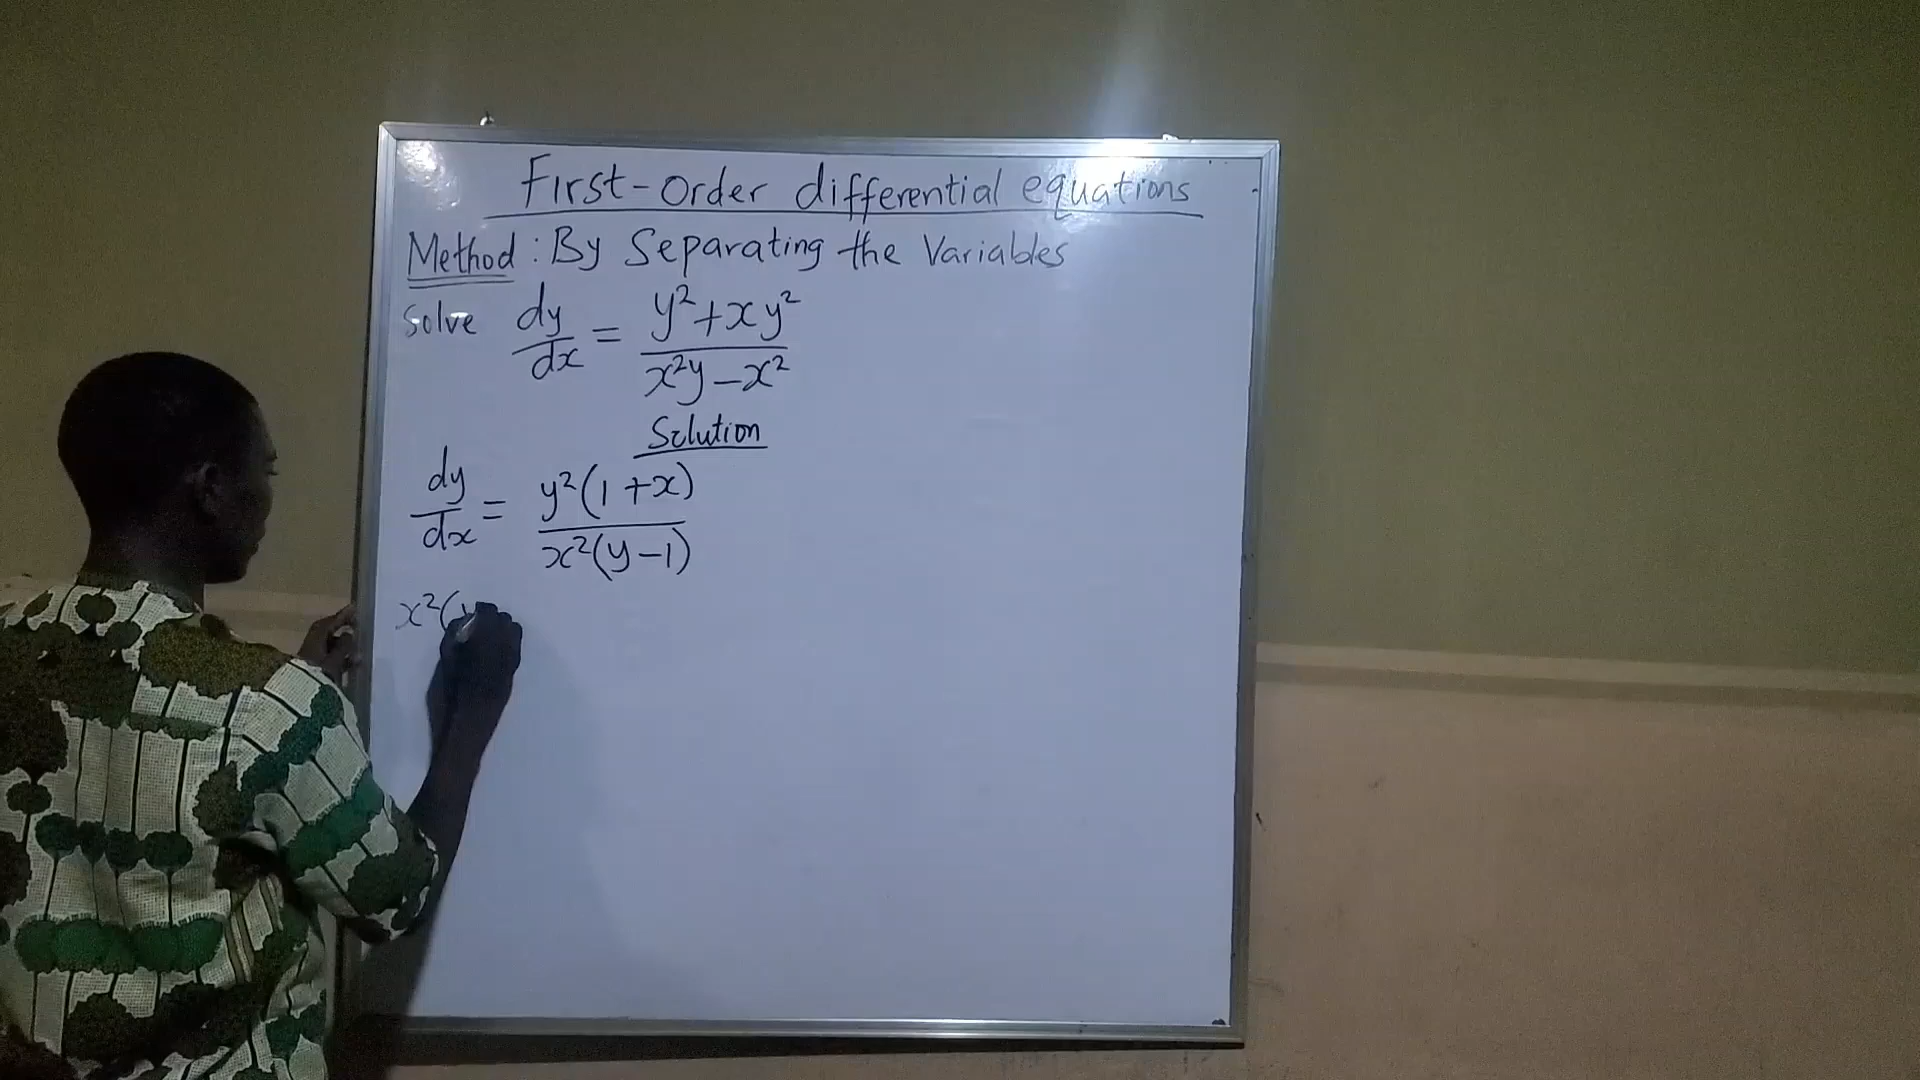 First-Order differential equations
Method: By Separating the Variables
Solve dy/dx = (y²+xy²)/(x²y-x²)
Solution
dy/dx = y²(1+x)/x²(y-1)
x²(y